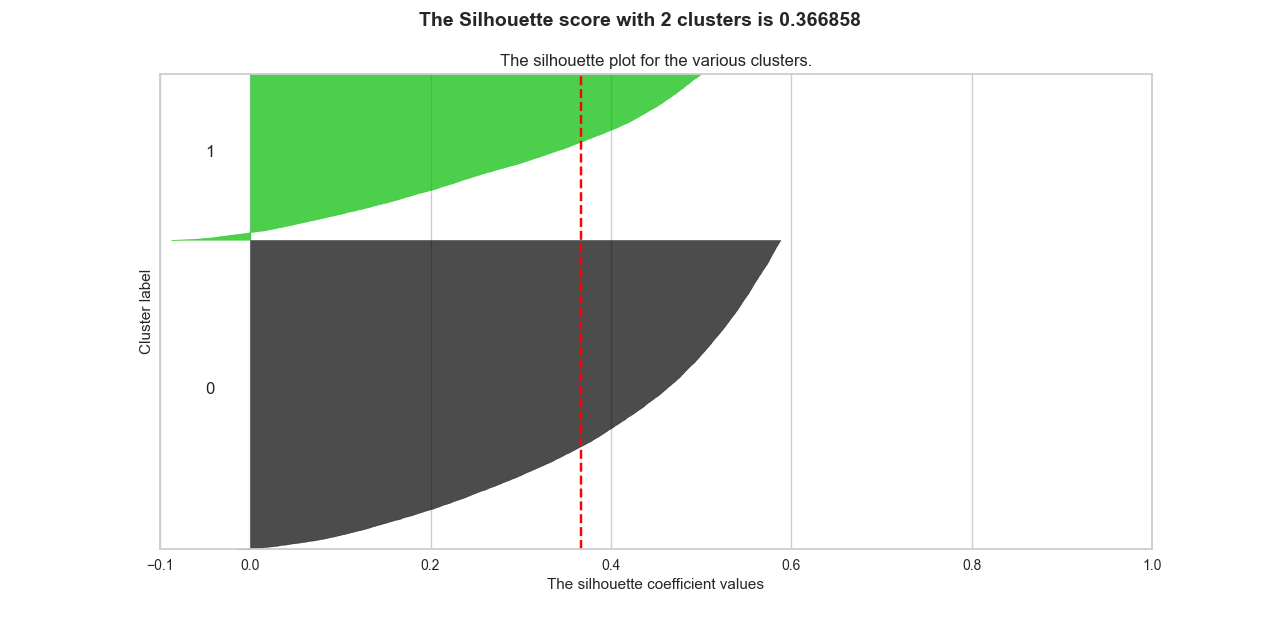 The Silhouette score with 2 clusters is 0.366858
The silhouette plot for the various clusters.
1
0
Cluster label
−0.1 0.0 0.2 0.4 0.6 0.8 1.0
The silhouette coefficient values